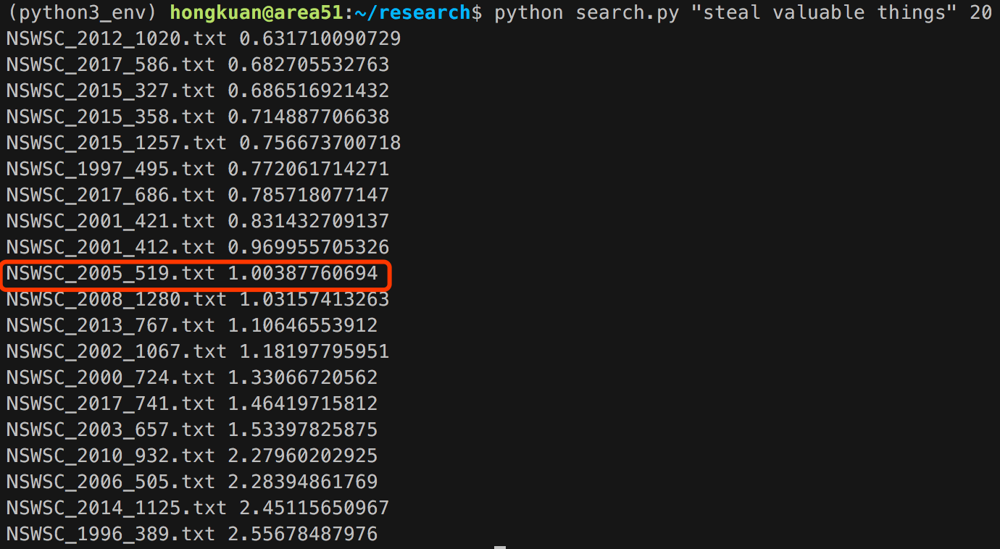 (python3_env) hongkuan@area51:~/research$ python search.py "steal valuable things" 20
NSWSC_2012_1020.txt 0.631710090729
NSWSC_2017_586.txt 0.682705532763
NSWSC_2015_327.txt 0.686516921432
NSWSC_2015_358.txt 0.714887706638
NSWSC_2015_1257.txt 0.756673700718
NSWSC_1997_495.txt 0.772061714271
NSWSC_2017_686.txt 0.785718077147
NSWSC_2001_421.txt 0.831432709137
NSWSC_2001_412.txt 0.969955705326
NSWSC_2005_519.txt 1.00387760694
NSWSC_2008_1280.txt 1.03157413263
NSWSC_2013_767.txt 1.10646553912
NSWSC_2002_1067.txt 1.18197795951
NSWSC_2000_724.txt 1.33066720562
NSWSC_2017_741.txt 1.46419715812
NSWSC_2003_657.txt 1.53397825875
NSWSC_2010_932.txt 2.27960202925
NSWSC_2006_505.txt 2.28394861769
NSWSC_2014_1125.txt 2.45115650967
NSWSC_1996_389.txt 2.55678487976